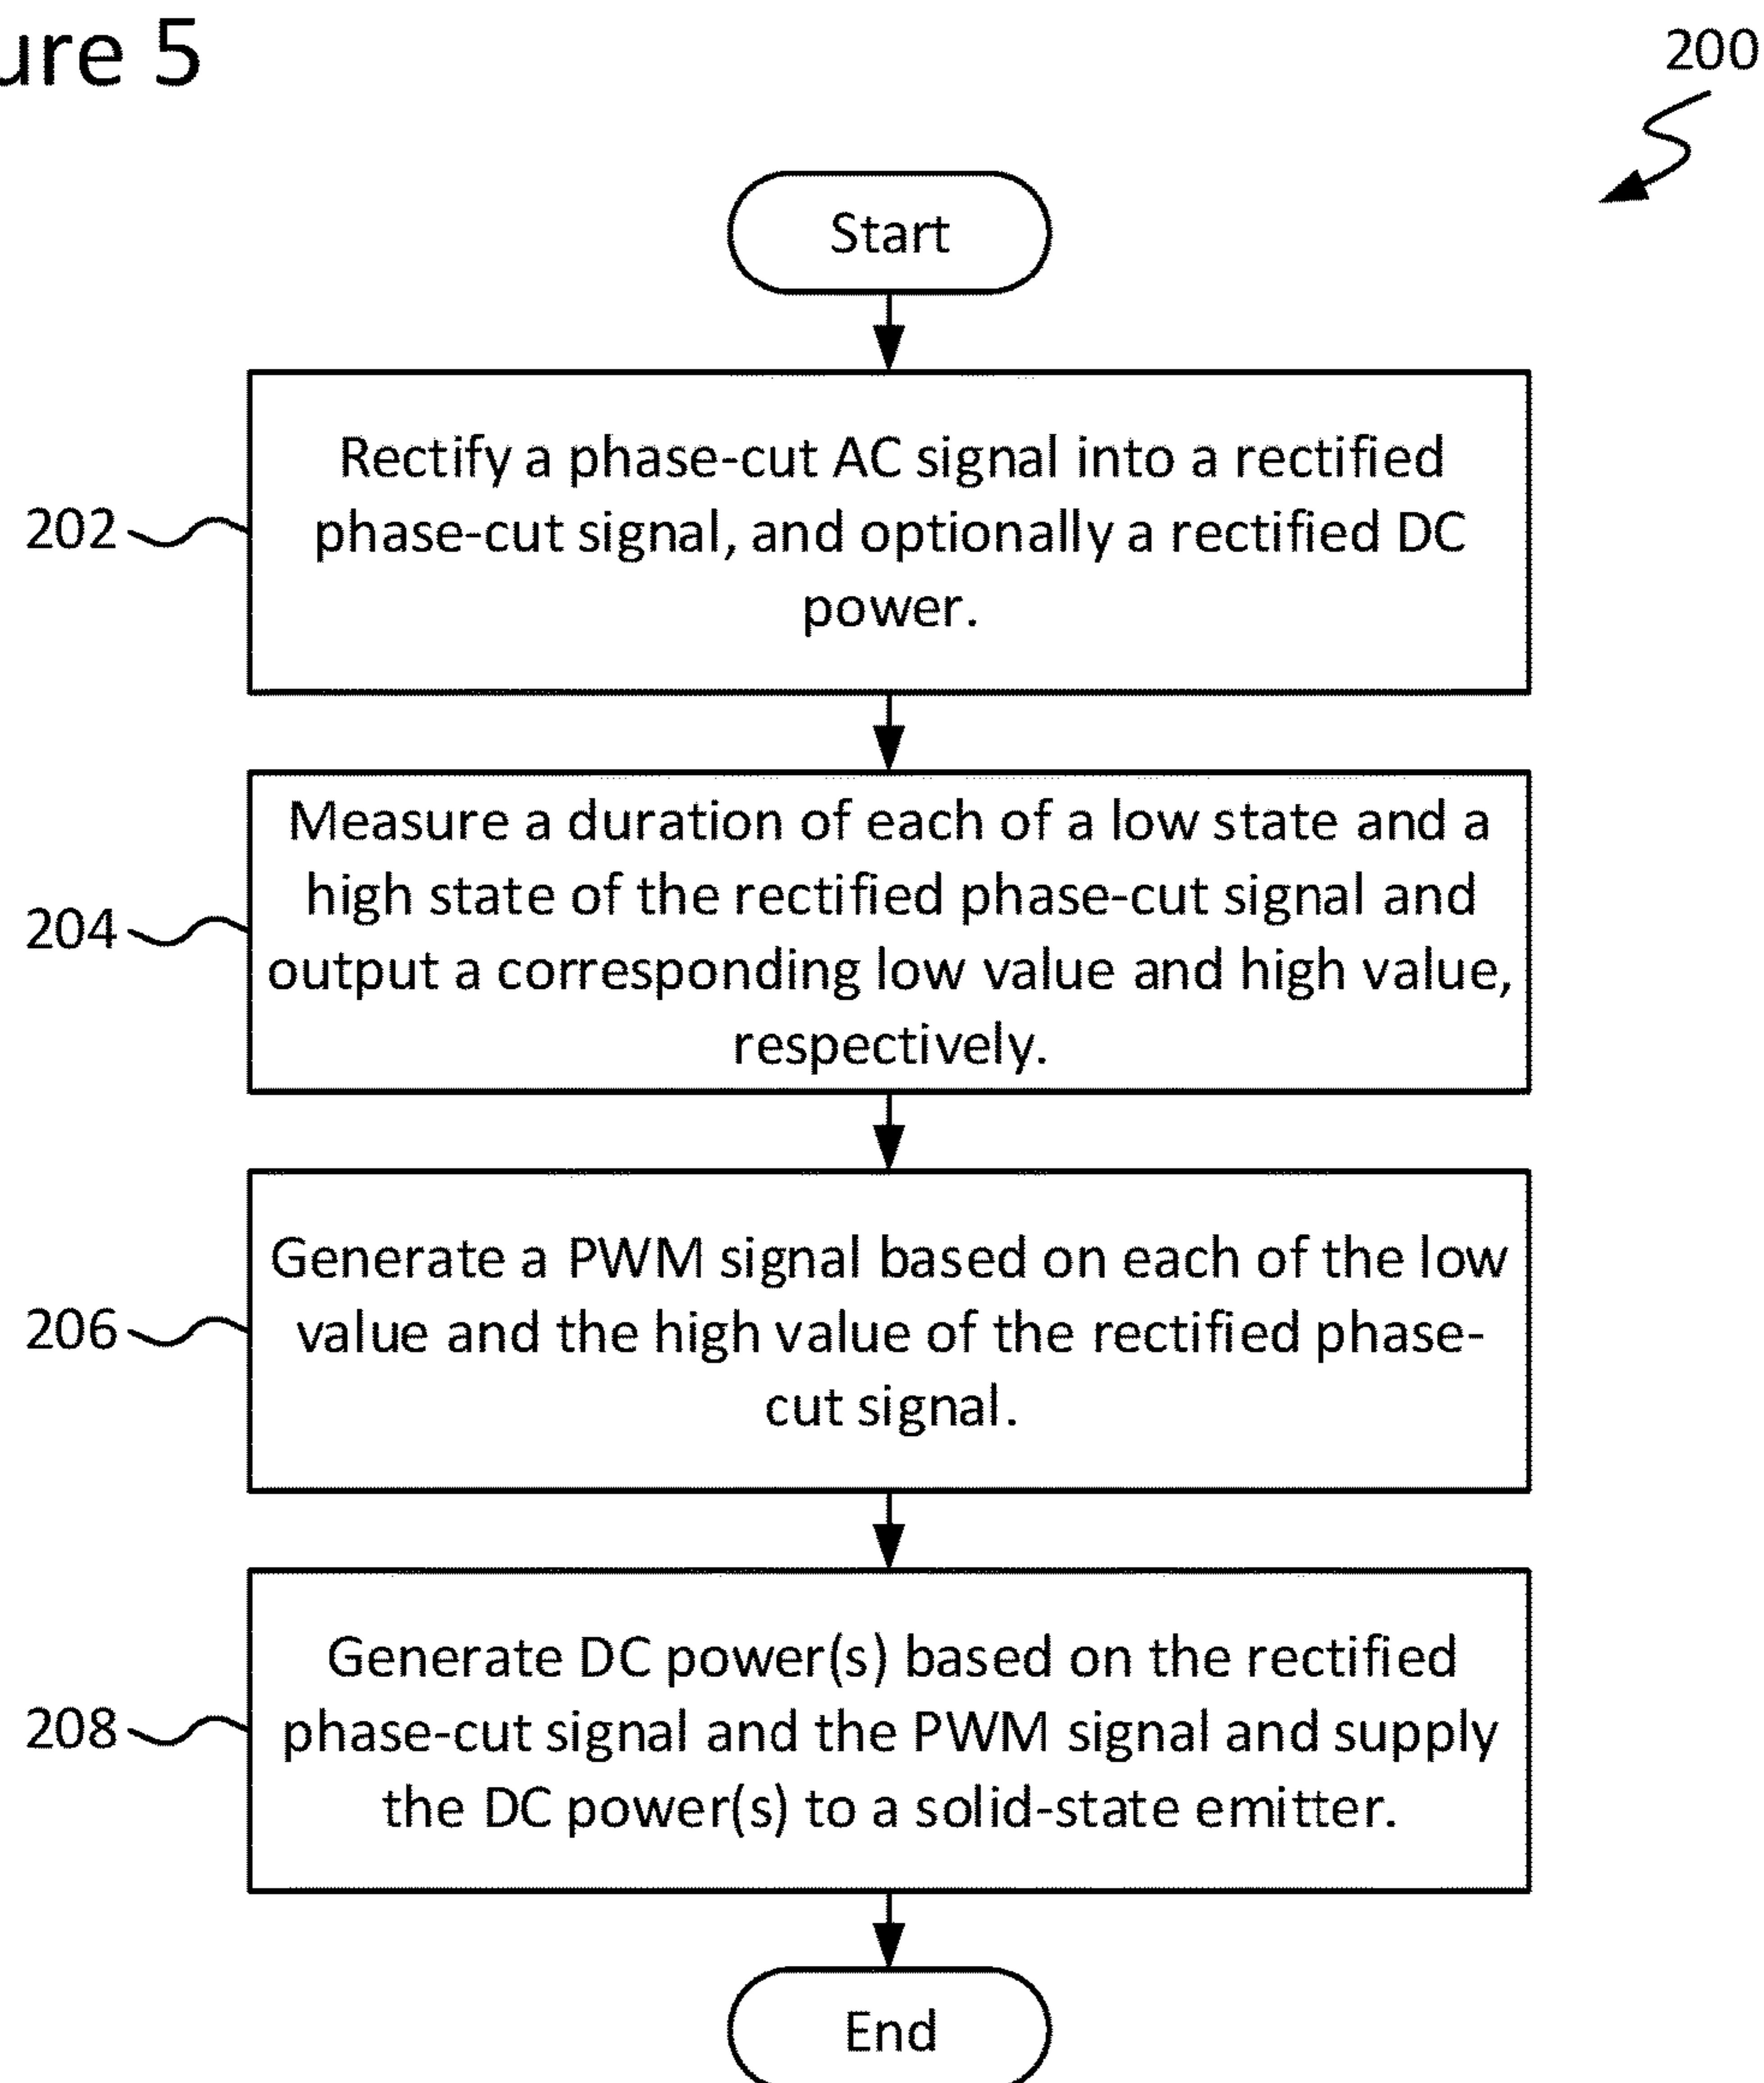 ure 5
200
Start
202
Rectify a phase-cut AC signal into a rectified
phase-cut signal, and optionally a rectified DC
power.
204
Measure a duration of each of a low state and a
high state of the rectified phase-cut signal and
output a corresponding low value and high value,
respectively.
206
Generate a PWM signal based on each of the low
value and the high value of the rectified phase-
cut signal.
208
Generate DC power(s) based on the rectified
phase-cut signal and the PWM signal and supply
the DC power(s) to a solid-state emitter.
End